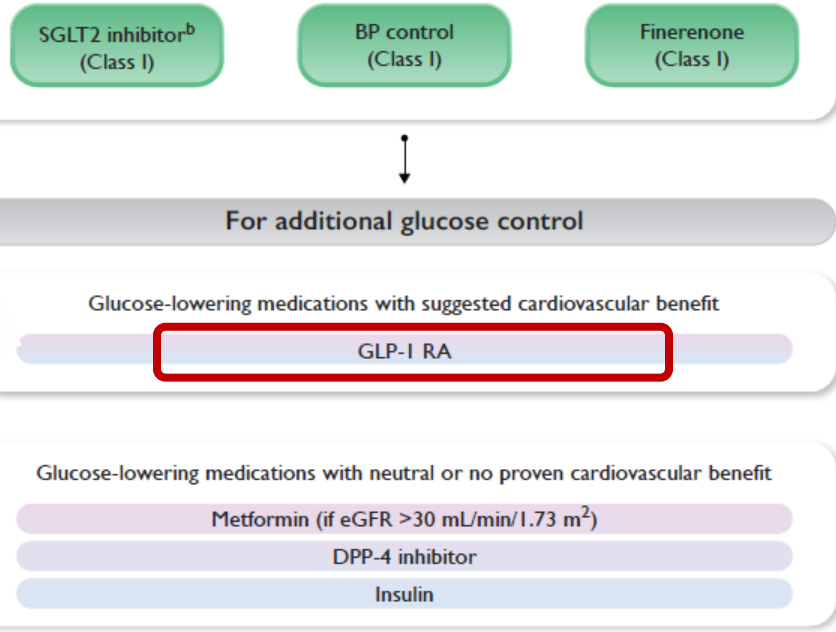 SGLT2 inhibitorᵇ
(Class I)
BP control
(Class I)
Finerenone
(Class I)
For additional glucose control
Glucose-lowering medications with suggested cardiovascular benefit
GLP-1 RA
Glucose-lowering medications with neutral or no proven cardiovascular benefit
Metformin (if eGFR >30 mL/min/1.73 m²)
DPP-4 inhibitor
Insulin